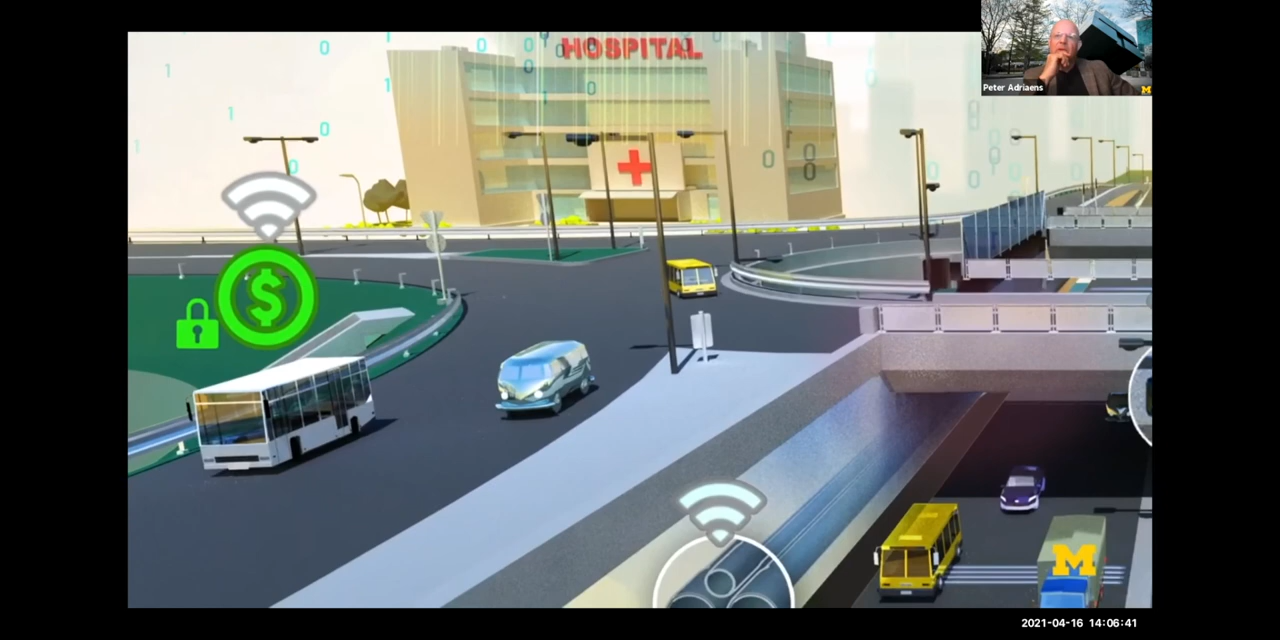 HOSPITAL
Peter Adriaens
M
$
M
2021-04-16 14:06:41